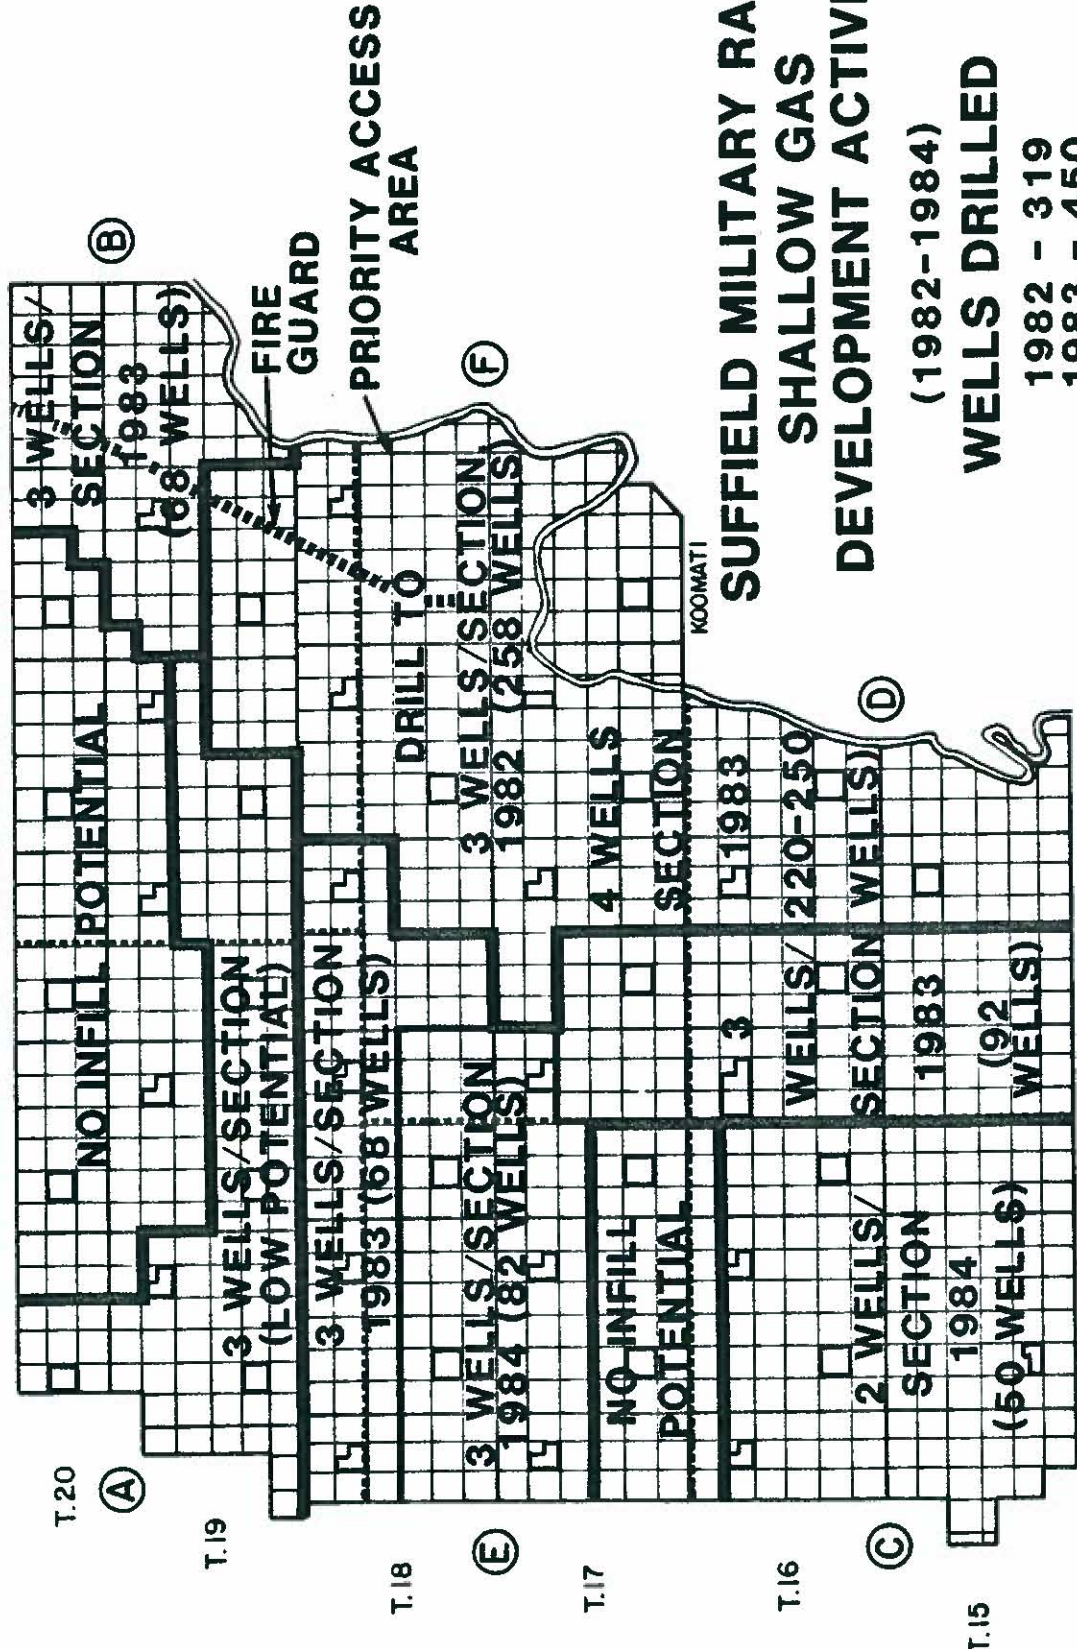 T.20
Ⓐ
T.19
T.18
Ⓔ
T.17
T.16
Ⓒ
T.15
NO INFILL POTENTIAL
3 WELLS/
SECTION
1983
(68 WELLS)
Ⓑ
3 WELLS/SECTION
(LOW POTENTIAL)
FIRE
GUARD
3 WELLS/SECTION
1983 (68 WELLS)
PRIORITY ACCESS
AREA
DRILL TO
3 WELLS/SECTION,
1982 (258 WELLS)
Ⓕ
3 WELLS/SECTION
1984 (82 WELLS)
4 WELLS
SECTION
1983
220-250
WELLS)
NO INFILL
POTENTIAL
KOOMATI
3
WELLS/
SECTION
1983
(92
WELLS)
Ⓓ
2 WELLS/
SECTION
1984
(50 WELLS)
SUFFIELD MILITARY RA
SHALLOW GAS
DEVELOPMENT ACTIV
(1982-1984)
WELLS DRILLED
1982 - 319
1983 - 450